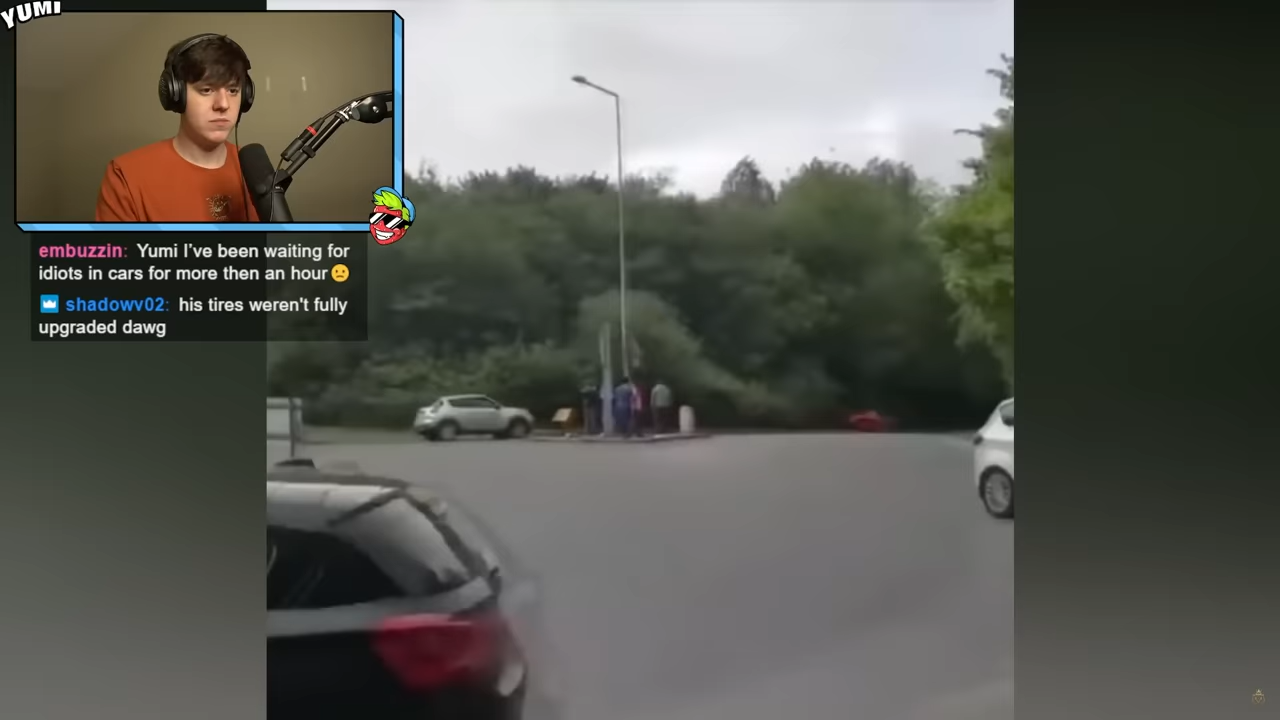 YUMI
embuzzin: Yumi I've been waiting for
idiots in cars for more then an hour🙁
shadowv02: his tires weren't fully
upgraded dawg